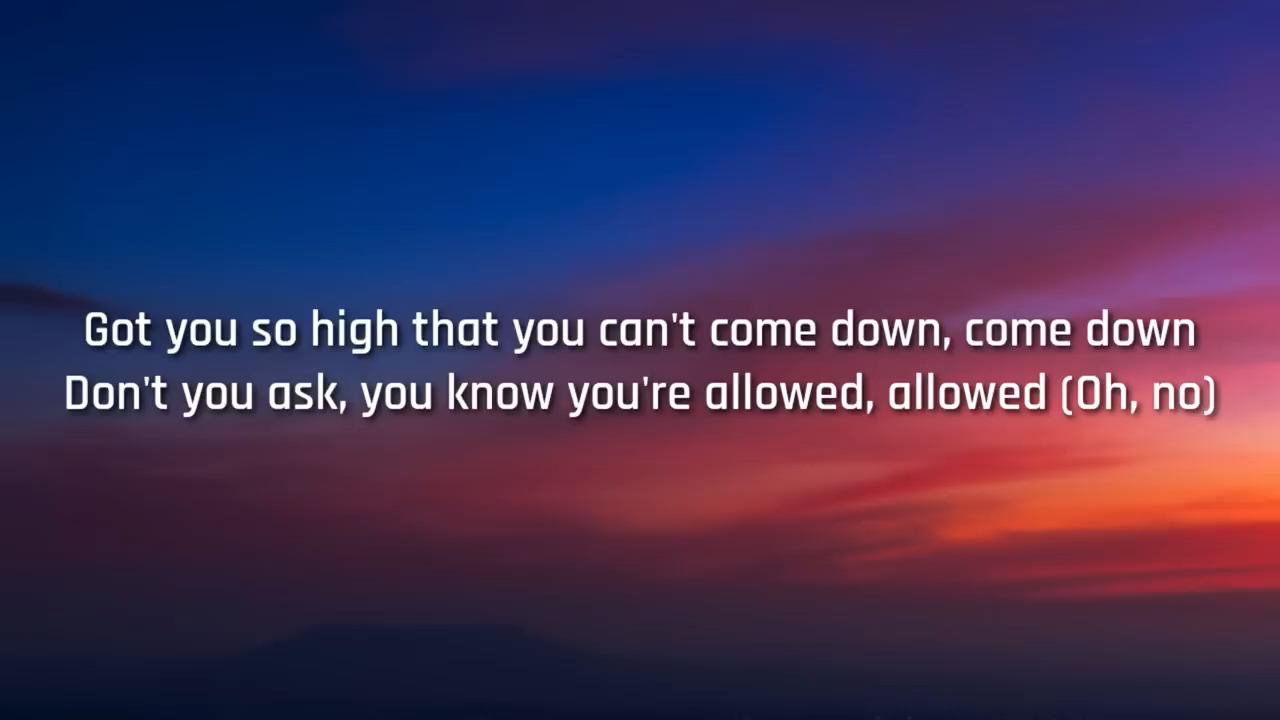 Got you so high that you can't come down, come down
Don't you ask, you know you're allowed, allowed (Oh, no)